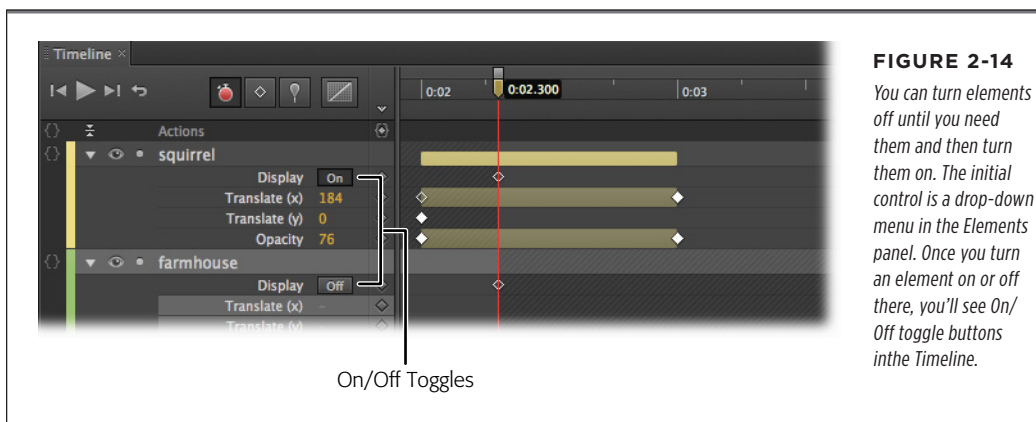 Timeline ×
0:02
0:02.300
0:03
Actions
squirrel
Display On
Translate (x) 184
Translate (y) 0
Opacity 76
farmhouse
Display Off
Translate (x) –
Translate (y)
On/Off Toggles
FIGURE 2-14
You can turn elements
off until you need
them and then turn
them on. The initial
control is a drop-down
menu in the Elements
panel. Once you turn
an element on or off
there, you’ll see On/
Off toggle buttons
inthe Timeline.